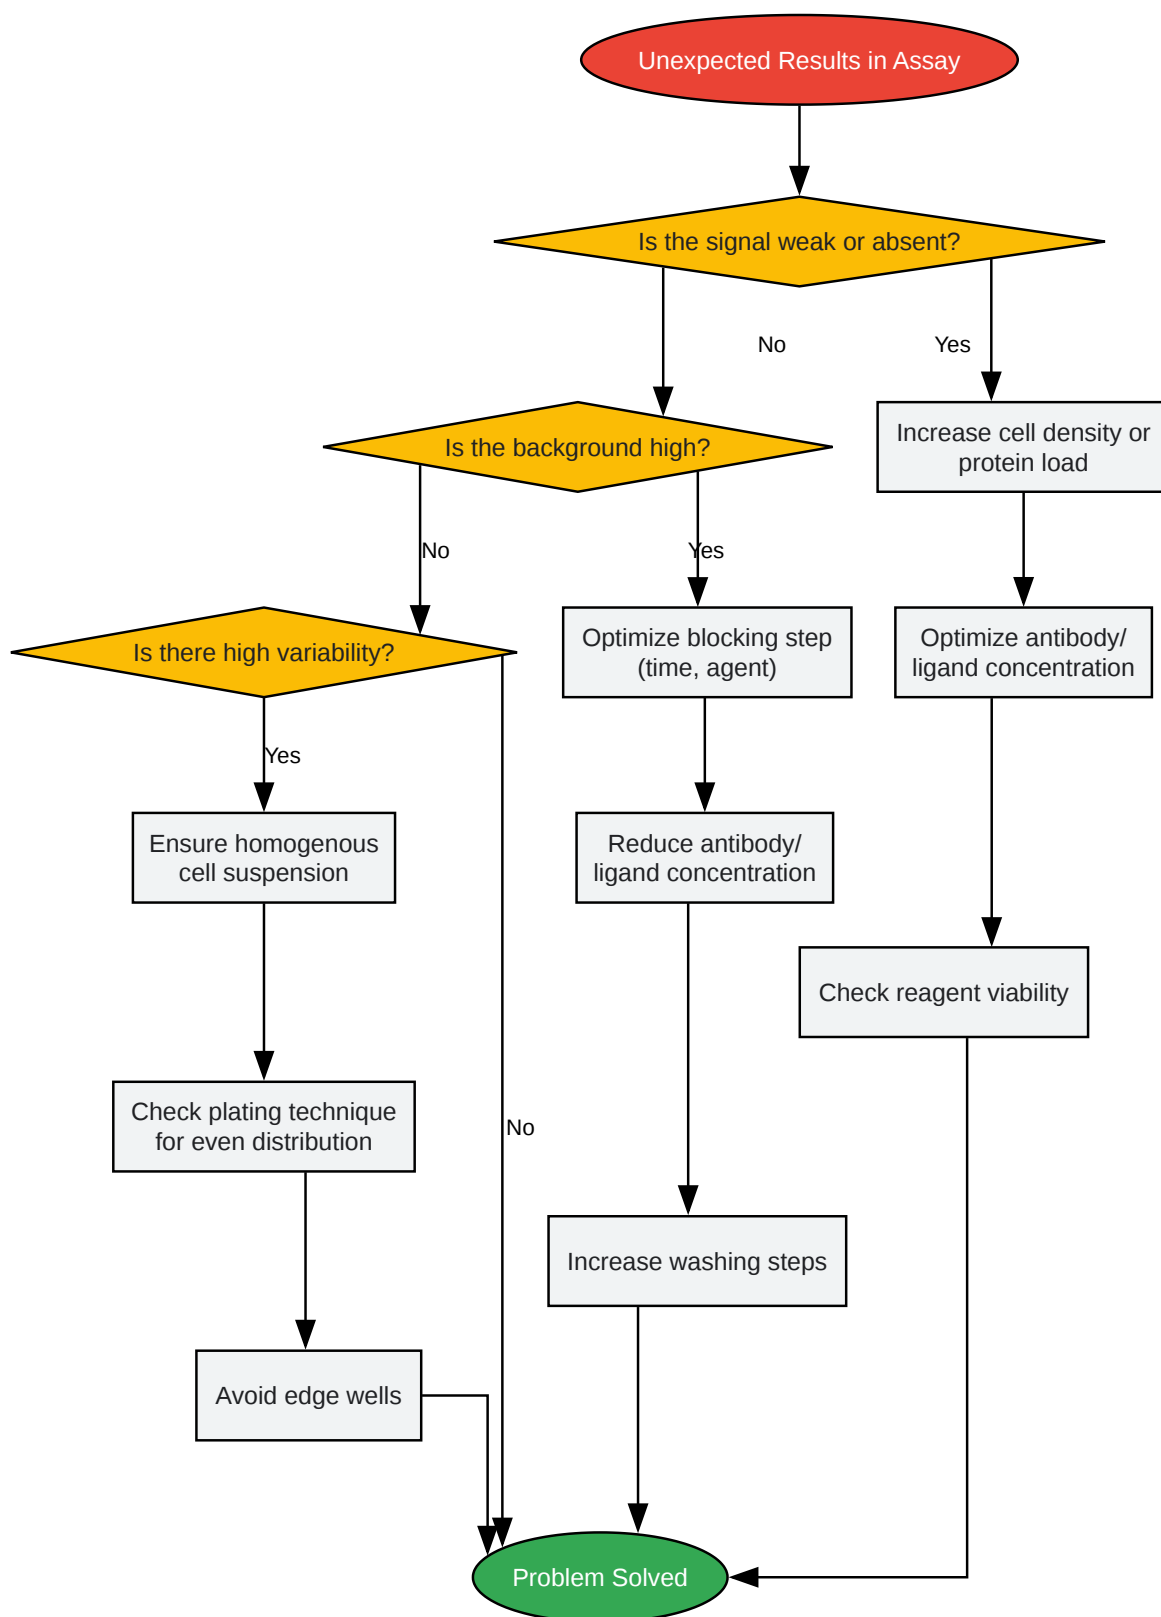 Unexpected Results in Assay
Is the signal weak or absent?
No
Yes
Is the background high?
Increase cell density or
protein load
No
Yes
Is there high variability?
Optimize blocking step
(time, agent)
Optimize antibody/
ligand concentration
Yes
Ensure homogenous
cell suspension
Reduce antibody/
ligand concentration
Check reagent viability
Check plating technique
for even distribution
No
Increase washing steps
Avoid edge wells
Problem Solved